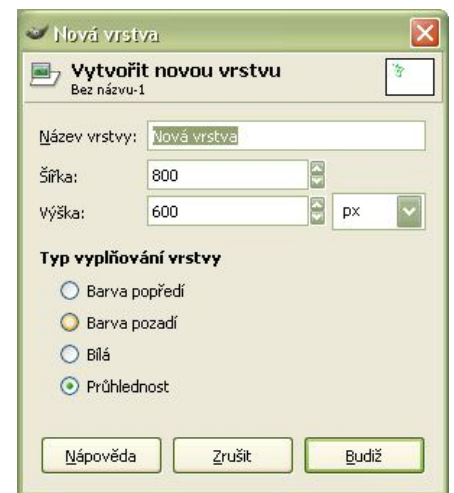 Nová vrstva
Vytvořit novou vrstvu
Bez názvu-1
Název vrstvy: Nová vrstva
Šířka: 800
Výška: 600 px
Typ vyplňování vrstvy
Barva popředí
Barva pozadí
Bílá
Průhlednost
Nápověda Zrušit Budiž